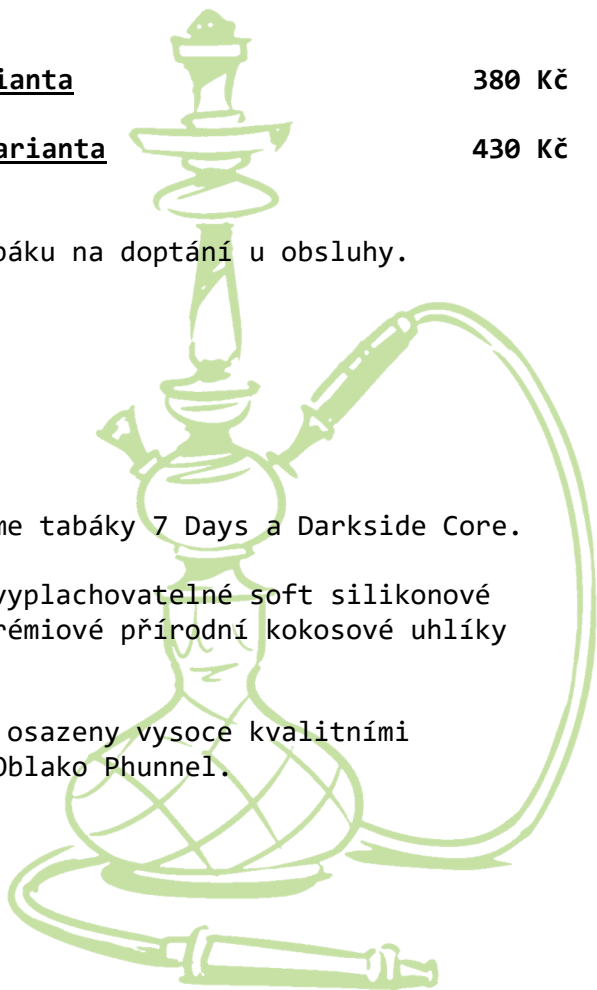 ianta 380 Kč
arianta 430 Kč
báku na doptání u obsluhy.
me tabáky 7 Days a Darkside Core.
vyplachovatelné soft silikonové
rémiové přírodní kokosové uhlíky
osazeny vysoce kvalitními
Oblako Phunnel.